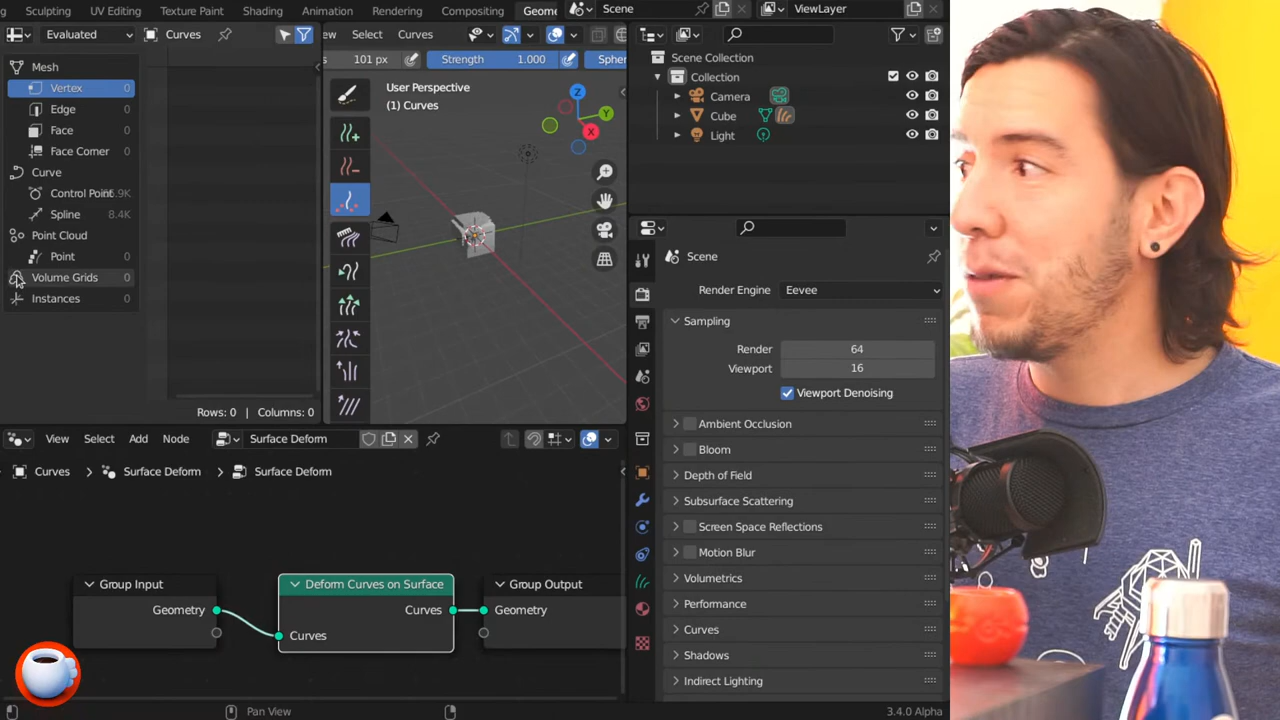 Sculpting UV Editing Texture Paint Shading Animation Rendering Compositing Geome Scene ViewLayer
Evaluated Curves
Mesh
Vertex 0
Edge 0
Face 0
Face Corner 0
Curve
Control Point 6.9K
Spline 8.4K
Point Cloud
Point 0
Volume Grids 0
Instances 0
Rows: 0 | Columns: 0
ew Select Curves
s 101 px Strength 1.000 Spher
User Perspective
(1) Curves
Z
Y
X
Scene Collection
Collection
Camera
Cube
Light
Scene
Render Engine Eevee
Sampling
Render 64
Viewport 16
Viewport Denoising
Ambient Occlusion
Bloom
Depth of Field
Subsurface Scattering
Screen Space Reflections
Motion Blur
Volumetrics
Performance
Curves
Shadows
Indirect Lighting
View Select Add Node Surface Deform
Curves > Surface Deform > Surface Deform
Group Input
Geometry
Deform Curves on Surface
Curves
Curves
Group Output
Geometry
Pan View
3.4.0 Alpha